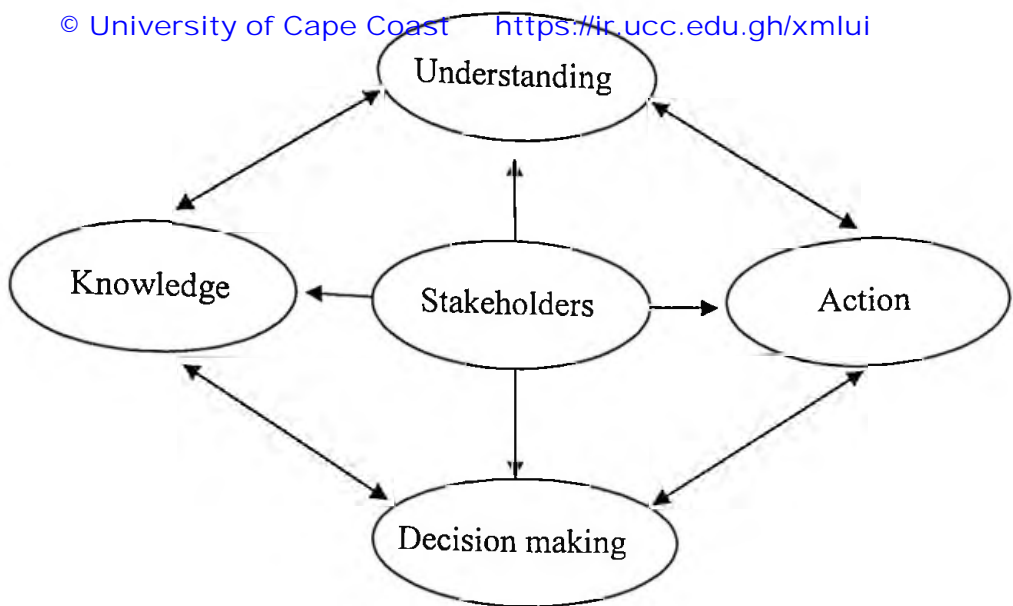 © University of Cape Coast https://ir.ucc.edu.gh/xmlui
Understanding
Knowledge
Stakeholders
Action
Decision making